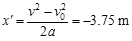 x′ = (v² − v₀²) / 2a = −3.75 m